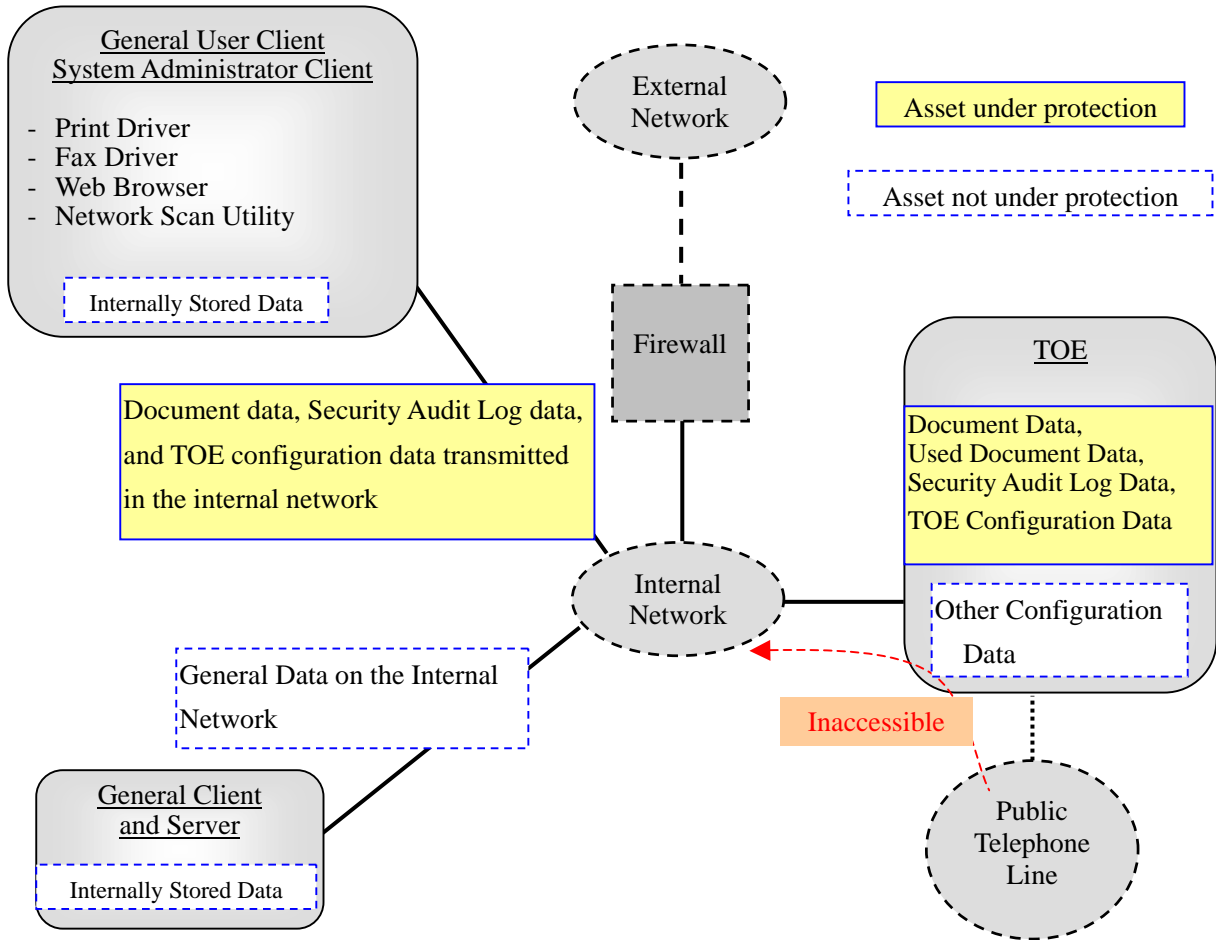 General User Client
System Administrator Client
- Print Driver
- Fax Driver
- Web Browser
- Network Scan Utility
Internally Stored Data
External
Network
Asset under protection
Asset not under protection
Firewall
TOE
Document Data,
Used Document Data,
Security Audit Log Data,
TOE Configuration Data
Other Configuration
Data
Document data, Security Audit Log data,
and TOE configuration data transmitted
in the internal network
Internal
Network
General Data on the Internal
Network
Inaccessible
General Client
and Server
Internally Stored Data
Public
Telephone
Line